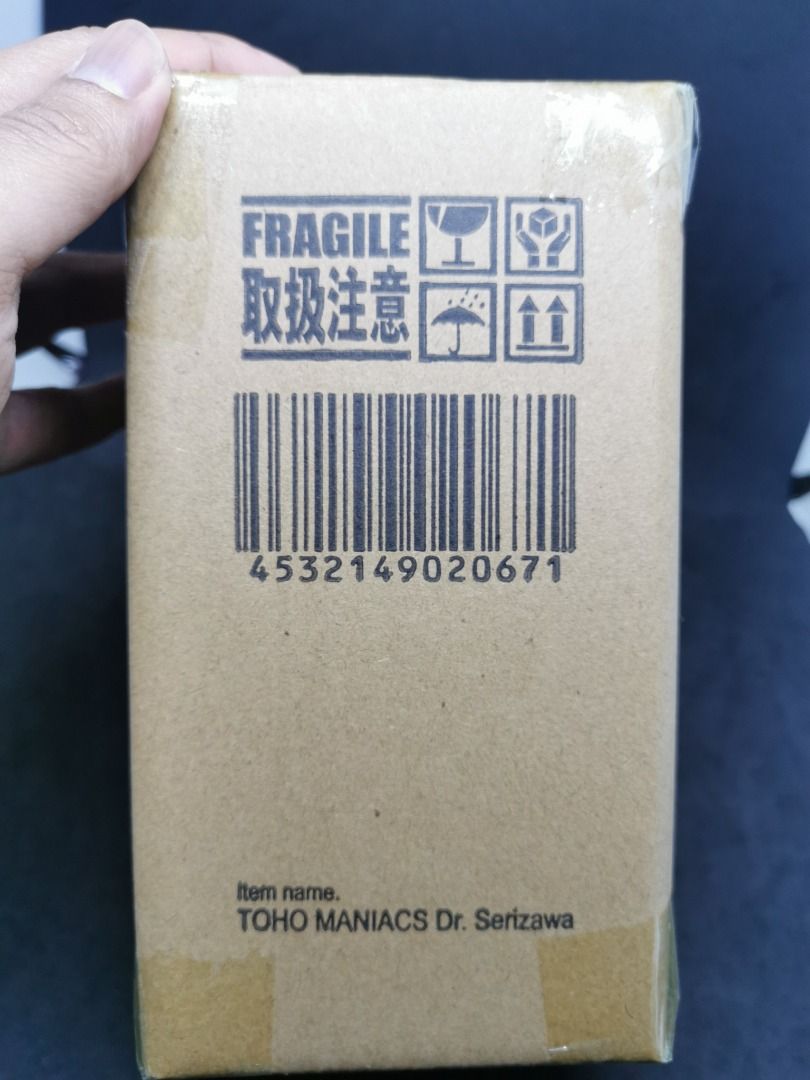 FRAGILE
取扱注意
4532149020671
Item name.
TOHO MANIACS Dr. Serizawa